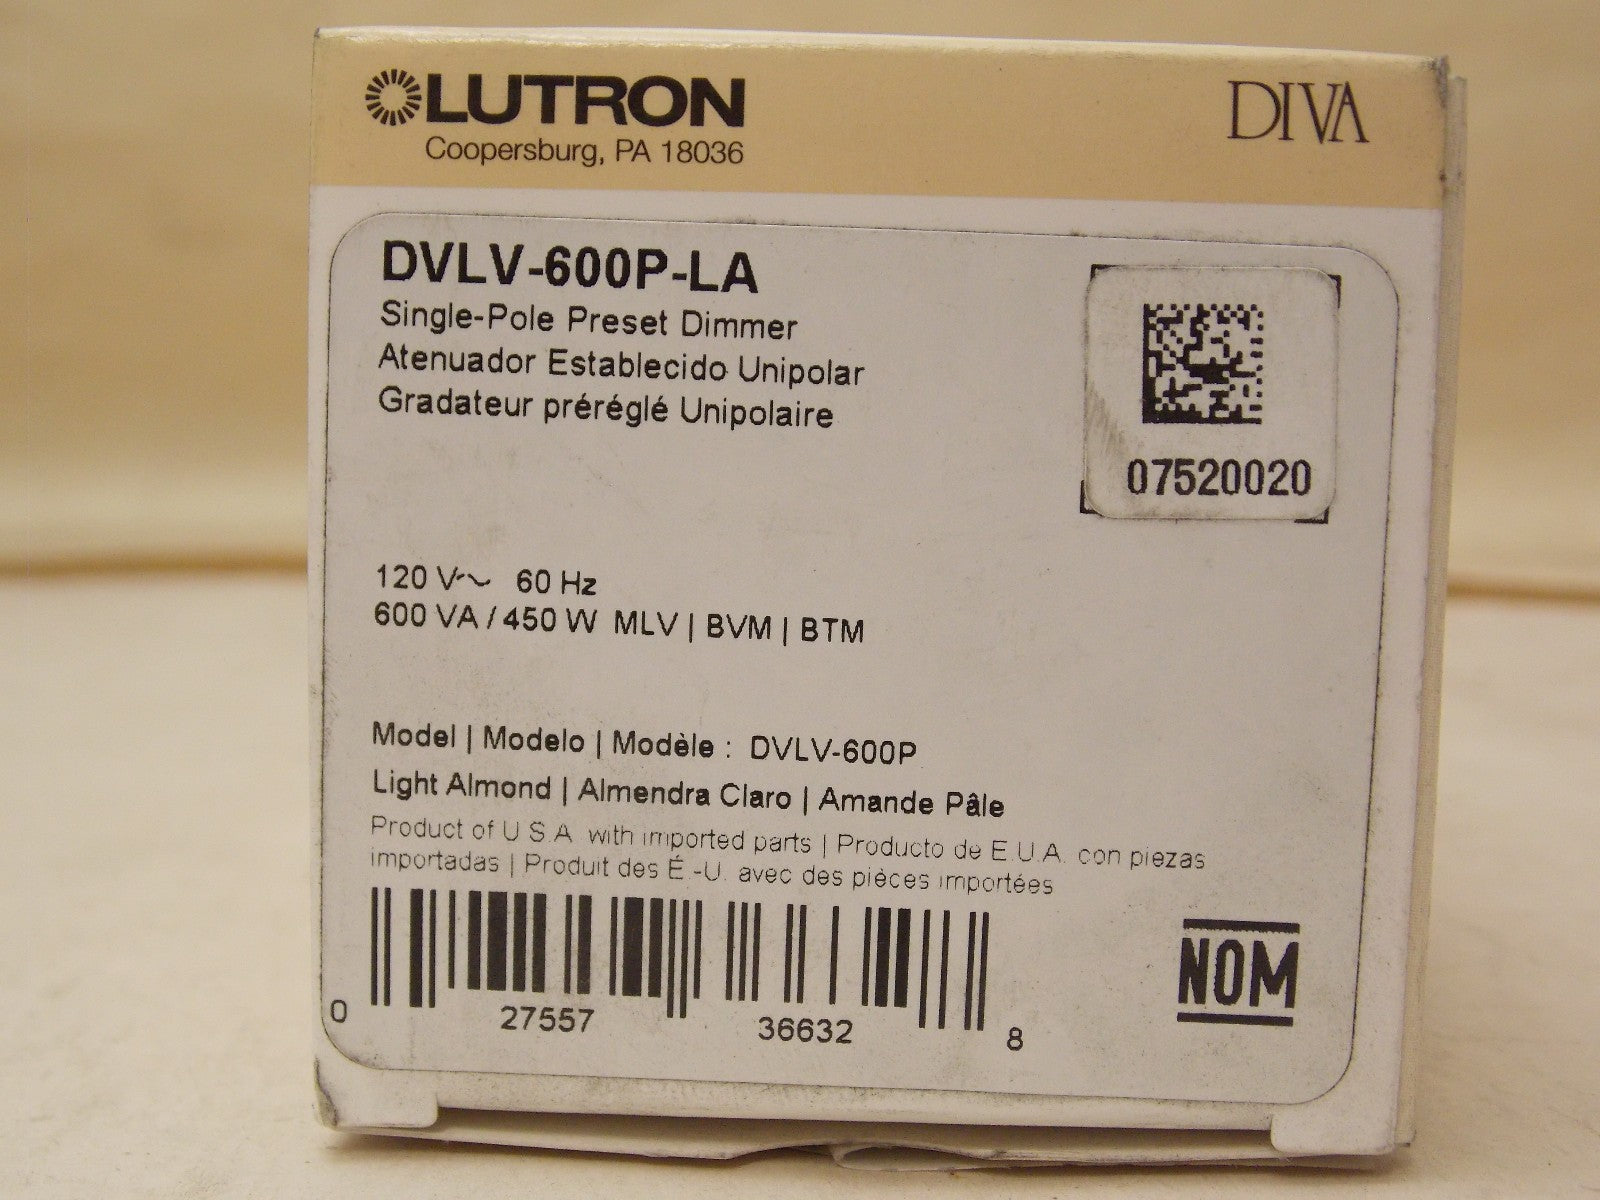 LUTRON
Coopersburg, PA 18036
DIVA
DVLV-600P-LA
Single-Pole Preset Dimmer
Atenuador Establecido Unipolar
Gradateur préréglé Unipolaire
07520020
120 V~ 60 Hz
600 VA / 450 W MLV | BVM | BTM
Model | Modelo | Modèle : DVLV-600P
Light Almond | Almendra Claro | Amande Pâle
Product of U.S.A. with imported parts | Producto de E.U.A. con piezas
importadas | Produit des É.-U. avec des pièces importées
0 27557 36632 8
NOM